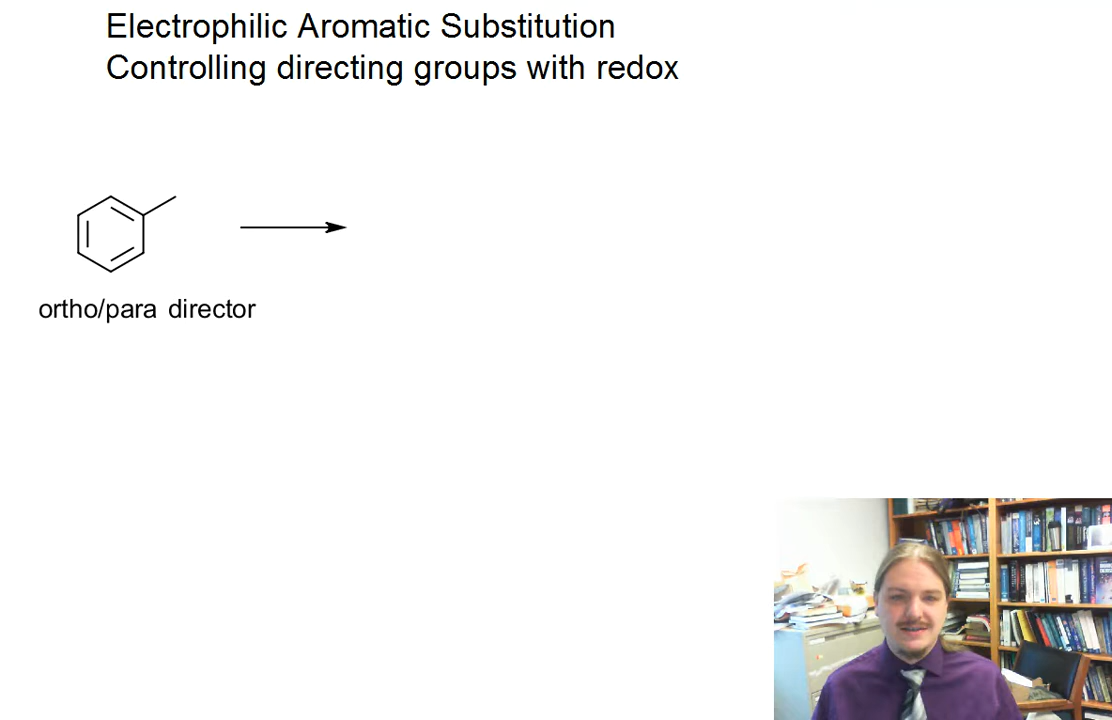 Electrophilic Aromatic Substitution
Controlling directing groups with redox
ortho/para director